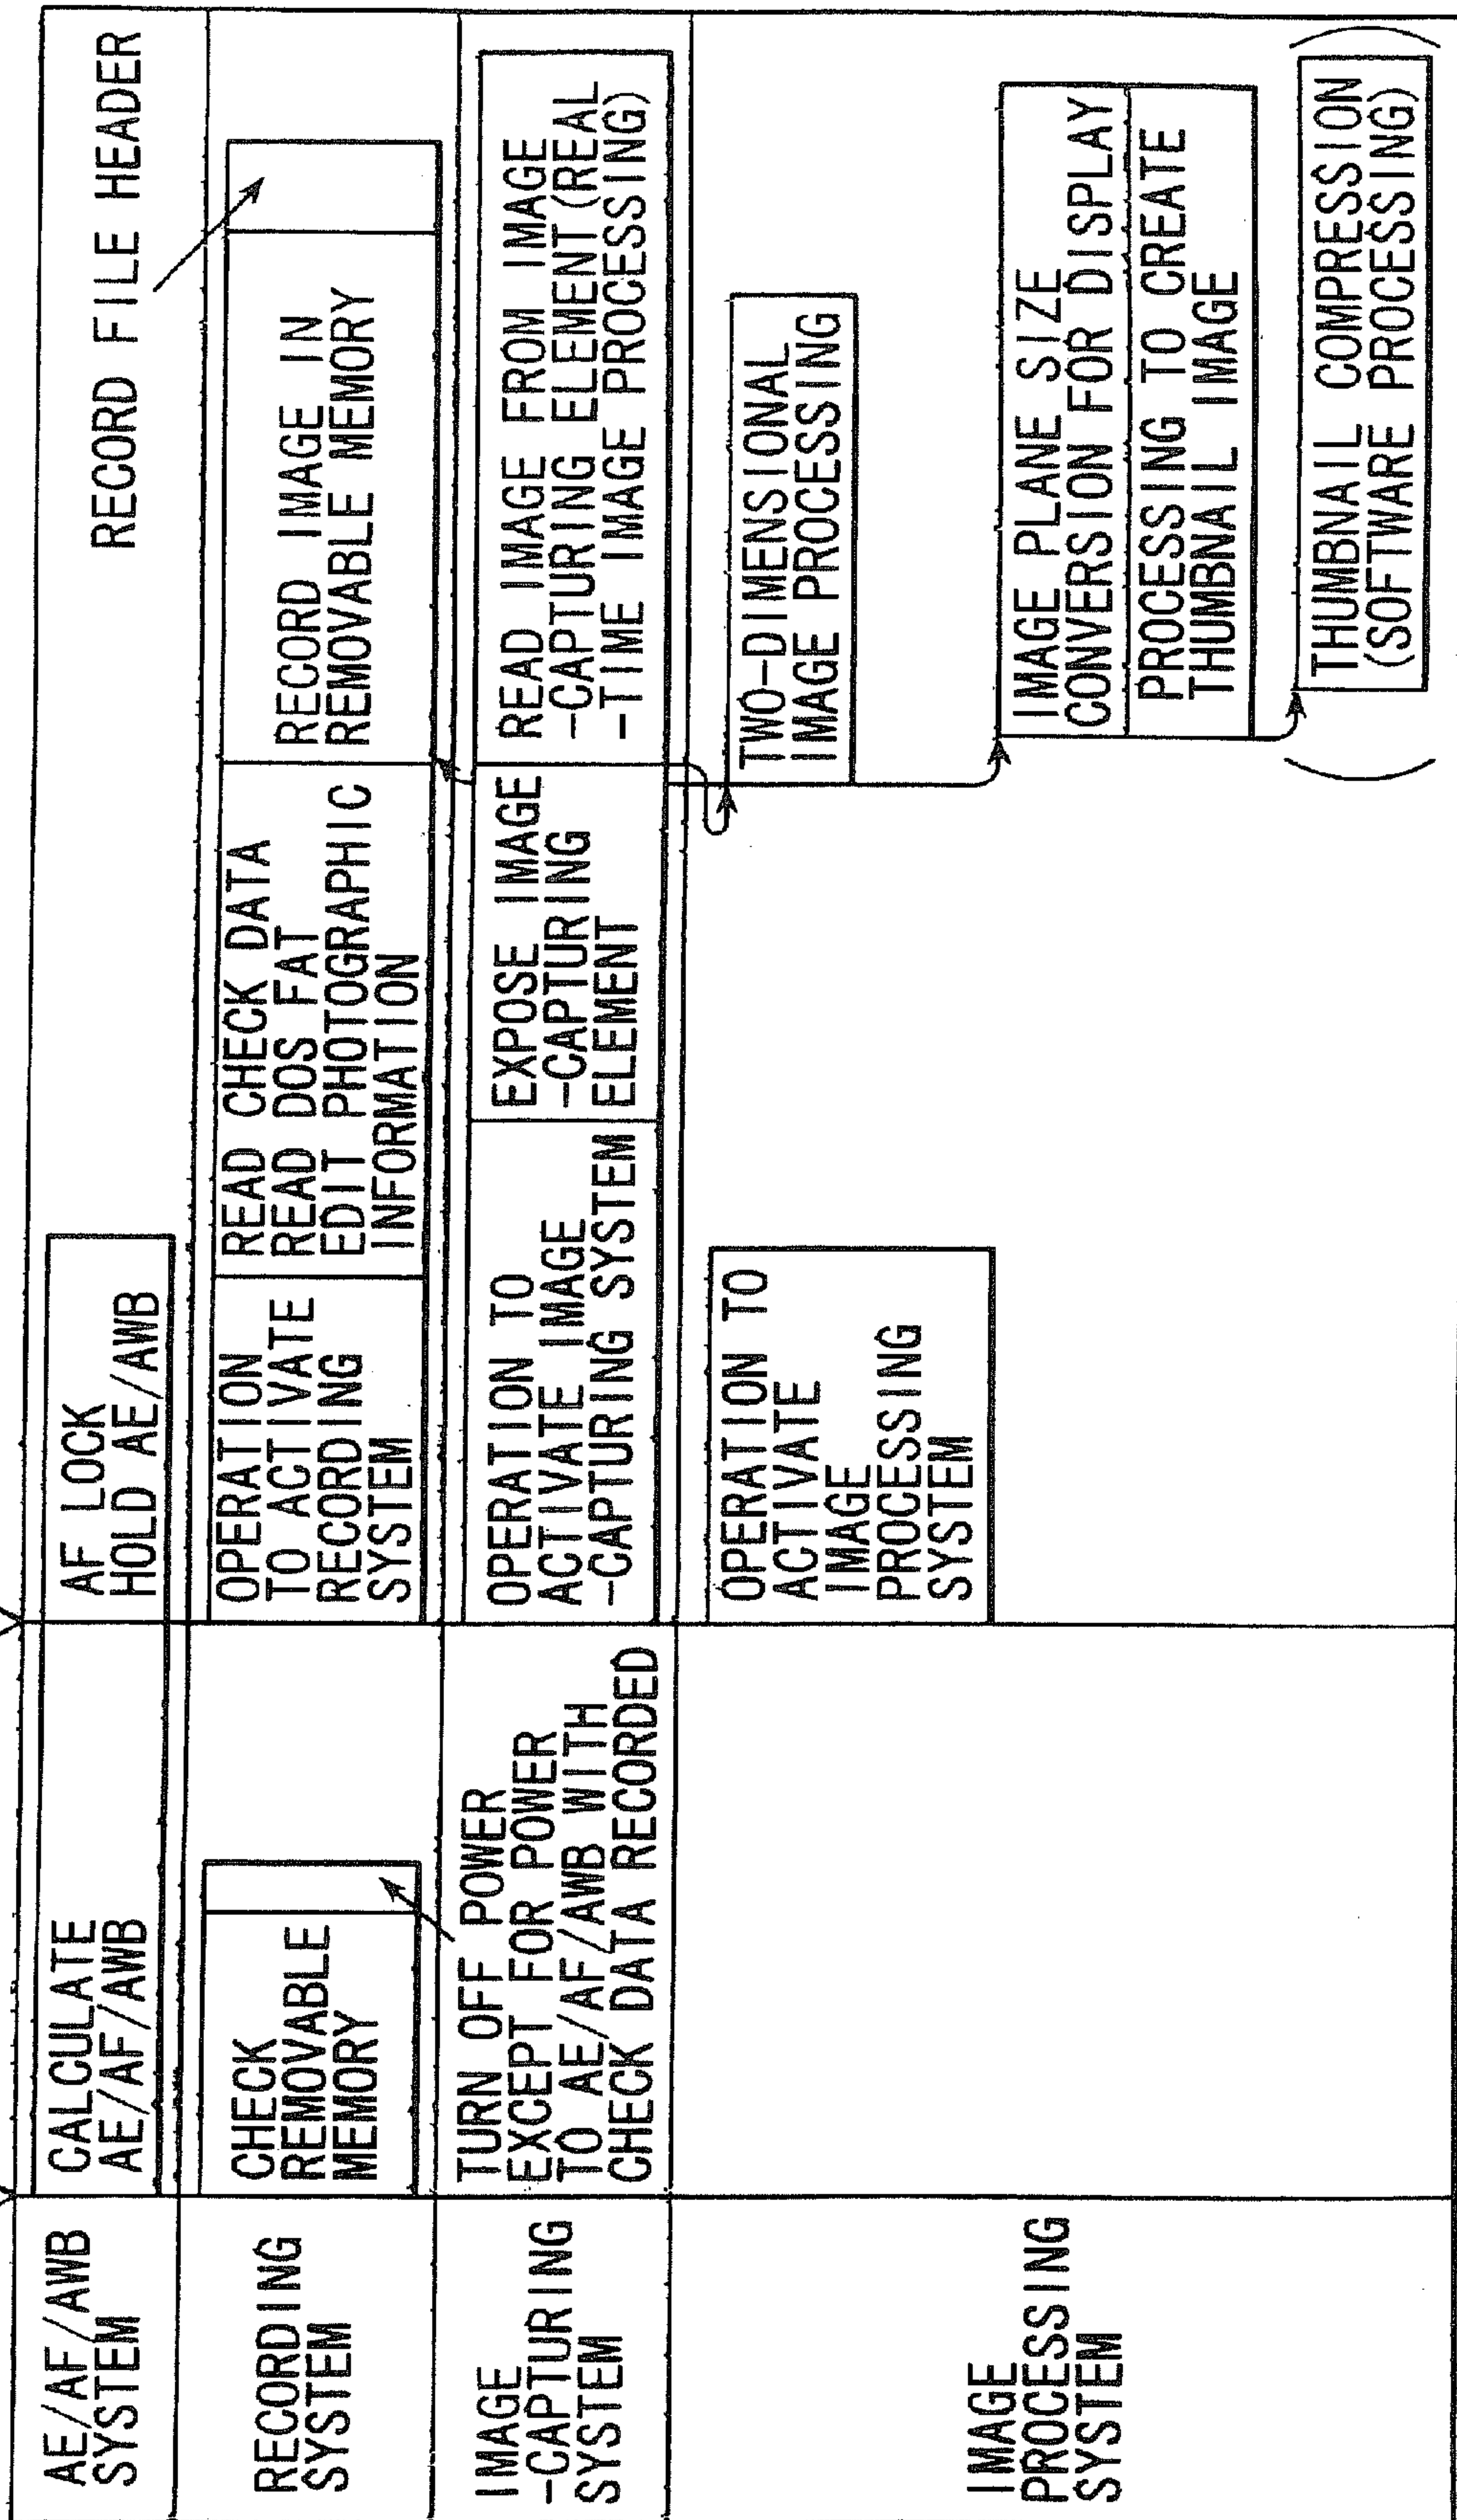 AE/AF/AWB
SYSTEM
CALCULATE
AE/AF/AWB
AF LOCK
HOLD AE/AWB
RECORD FILE HEADER
RECORDING
SYSTEM
CHECK
REMOVABLE
MEMORY
OPERATION
TO ACTIVATE
RECORDING
SYSTEM
READ CHECK DATA
READ DOS FAT
EDIT PHOTOGRAPHIC
INFORMATION
RECORD IMAGE IN
REMOVABLE MEMORY
IMAGE
-CAPTURING
SYSTEM
TURN OFF POWER
EXCEPT FOR POWER
TO AE/AF/AWB WITH
CHECK DATA RECORDED
OPERATION TO
ACTIVATE IMAGE
-CAPTURING SYSTEM
EXPOSE IMAGE
-CAPTURING
ELEMENT
READ IMAGE FROM IMAGE
-CAPTURING ELEMENT(REAL
-TIME IMAGE PROCESSING)
IMAGE
PROCESSING
SYSTEM
OPERATION TO
ACTIVATE
IMAGE
PROCESSING
SYSTEM
TWO-DIMENSIONAL
IMAGE PROCESSING
IMAGE PLANE SIZE
CONVERSION FOR DISPLAY
PROCESSING TO CREATE
THUMBNAIL IMAGE
THUMBNAIL COMPRESSION
(SOFTWARE PROCESSING)